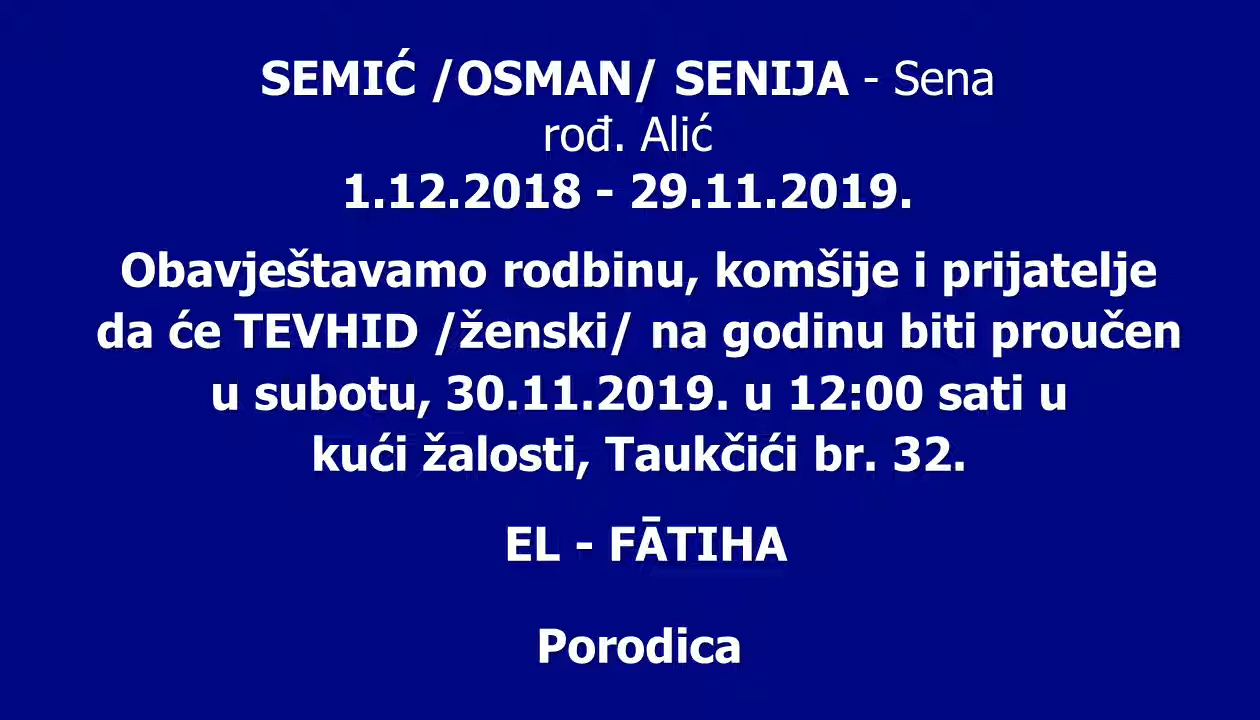 SEMIĆ /OSMAN/ SENIJA - Sena
rođ. Alić
1.12.2018 - 29.11.2019.
Obavještavamo rodbinu, komšije i prijatelje
da će TEVHID /ženski/ na godinu biti proučen
u subotu, 30.11.2019. u 12:00 sati u
kući žalosti, Taukčići br. 32.
EL - FĀTIHA
Porodica